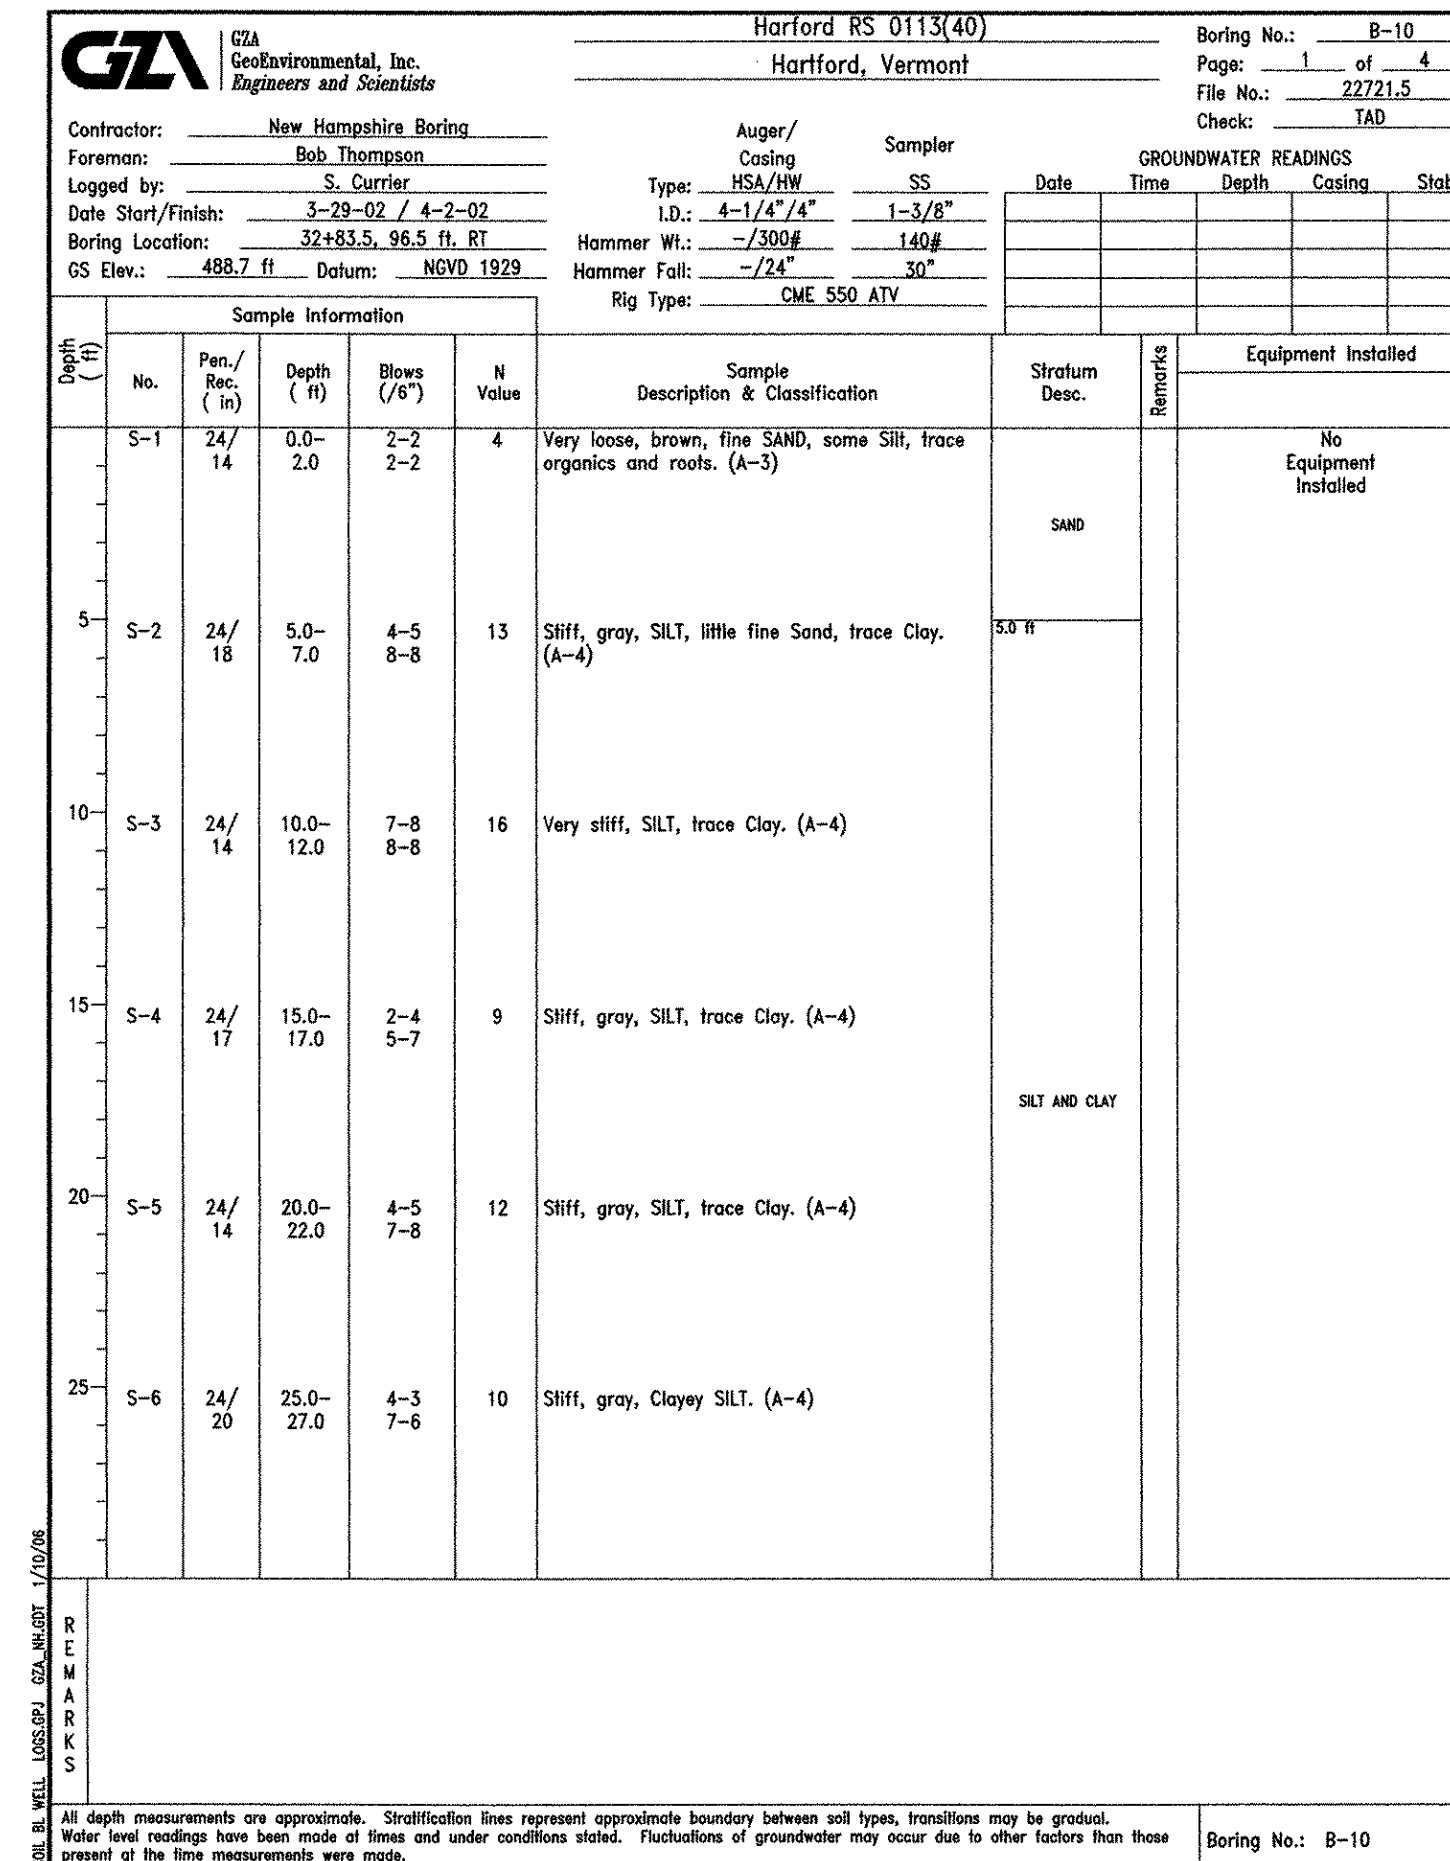 GZA
GZA
GeoEnvironmental, Inc.
Engineers and Scientists
Harford RS 0113(40)
Hartford, Vermont
Boring No.: B-10
Page: 1 of 4
File No.: 22721.5
Check: TAD
Contractor: New Hampshire Boring
Foreman: Bob Thompson
Logged by: S. Currier
Date Start/Finish: 3-29-02 / 4-2-02
Boring Location: 32+83.5, 96.5 ft. RT
GS Elev.: 488.7 ft Datum: NGVD 1929
Auger/
Casing Sampler
Type: HSA/HW SS
I.D.: 4-1/4"/4" 1-3/8"
Hammer Wt.: -/300# 140#
Hammer Fall: -/24" 30"
Rig Type: CME 550 ATV
GROUNDWATER READINGS
Date Time Depth Casing Stab
Sample Information
Depth
( ft)
No.
Pen./
Rec.
( in)
Depth
( ft)
Blows
(/6")
N
Value
Sample
Description & Classification
Stratum
Desc.
Remarks
Equipment Installed
S-1 24/ 0.0- 2-2 4 Very loose, brown, fine SAND, some Silt, trace
14 2.0 2-2 organics and roots. (A-3)
No
Equipment
Installed
SAND
5
S-2 24/ 5.0- 4-5 13 Stiff, gray, SILT, little fine Sand, trace Clay. 5.0 ft
18 7.0 8-8 (A-4)
10
S-3 24/ 10.0- 7-8 16 Very stiff, SILT, trace Clay. (A-4)
14 12.0 8-8
15
S-4 24/ 15.0- 2-4 9 Stiff, gray, SILT, trace Clay. (A-4)
17 17.0 5-7
SILT AND CLAY
20
S-5 24/ 20.0- 4-5 12 Stiff, gray, SILT, trace Clay. (A-4)
14 22.0 7-8
25
S-6 24/ 25.0- 4-3 10 Stiff, gray, Clayey SILT. (A-4)
20 27.0 7-6
REMARKS
OIL BL WELL LOGS.GPJ GZA_NH.GDT 1/10/06
All depth measurements are approximate. Stratification lines represent approximate boundary between soil types, transitions may be gradual.
Water level readings have been made at times and under conditions stated. Fluctuations of groundwater may occur due to other factors than those
present at the time measurements were made.
Boring No.: B-10